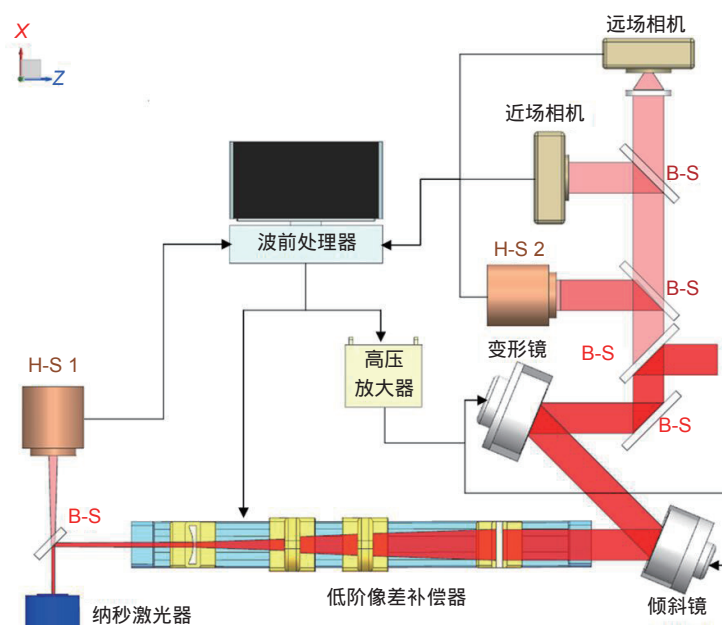 X
Z
远场相机
近场相机
B-S
波前处理器
H-S 2
B-S
H-S 1
高压
放大器
变形镜
B-S
B-S
B-S
纳秒激光器
低阶像差补偿器
倾斜镜